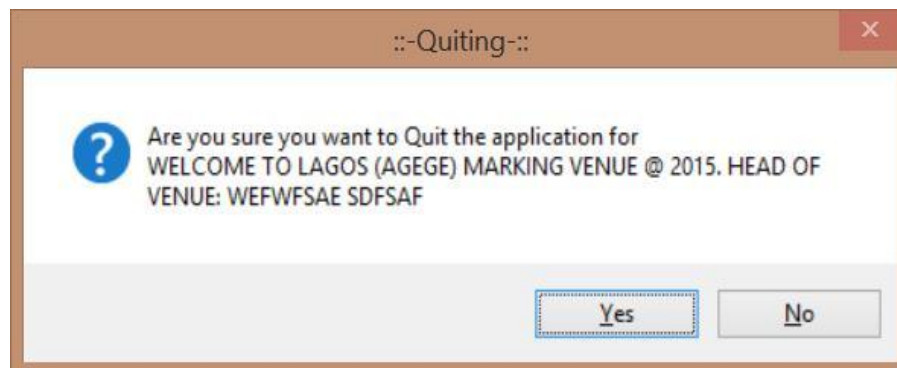 ::-Quiting-::
Are you sure you want to Quit the application for
WELCOME TO LAGOS (AGEGE) MARKING VENUE @ 2015. HEAD OF
VENUE: WEFWFSAE SDFSAF
Yes
No